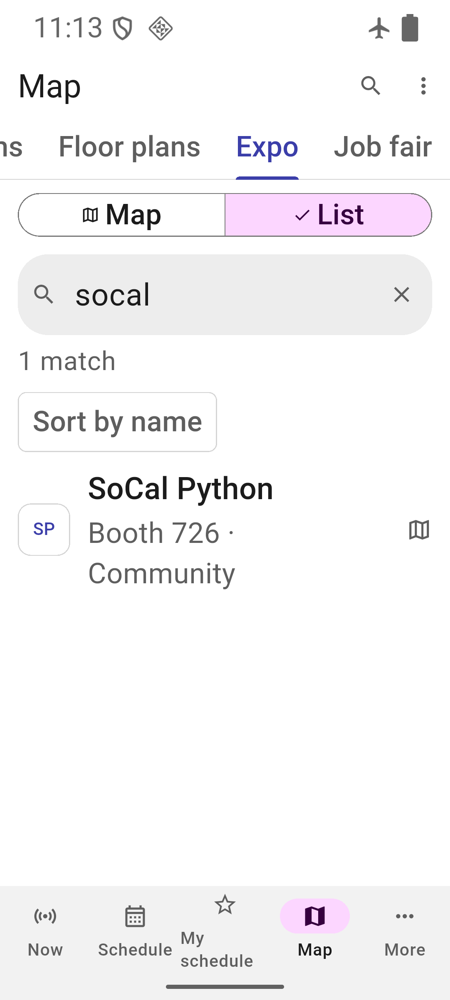 11:13
Map
ns Floor plans Expo Job fair
Map List
socal
1 match
Sort by name
SP
SoCal Python
Booth 726 ·
Community
Now Schedule My schedule Map More